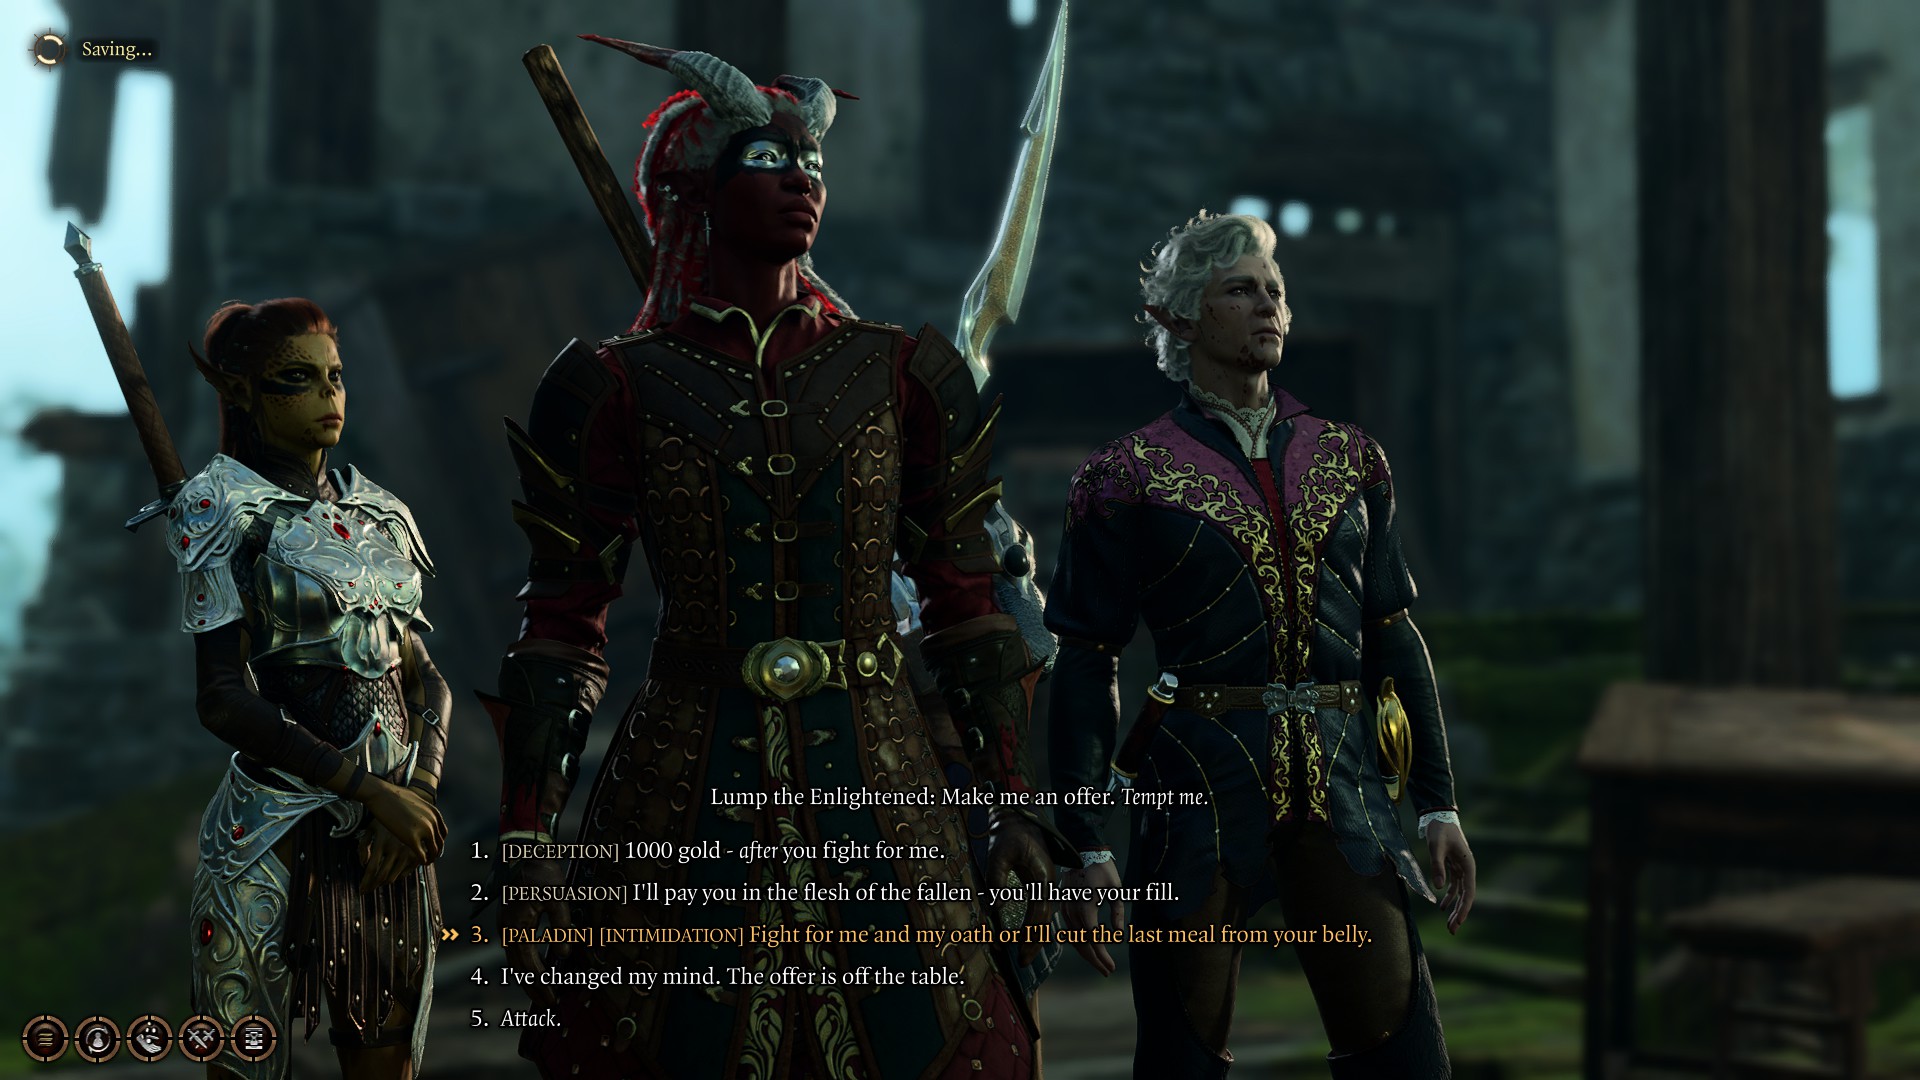 Saving...
Lump the Enlightened: Make me an offer. Tempt me.
1. [DECEPTION] 1000 gold - after you fight for me.
2. [PERSUASION] I'll pay you in the flesh of the fallen - you'll have your fill.
3. [PALADIN] [INTIMIDATION] Fight for me and my oath or I'll cut the last meal from your belly.
4. I've changed my mind. The offer is off the table.
5. Attack.